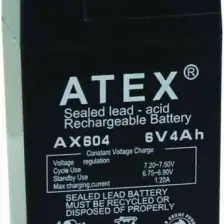 ATEX®
Sealed lead - acid
Rechargeable Battery
AX604 6V4Ah
Constant Voltage Charge
Voltage regulation
Cycle Use 7.20~7.50V
Standby Use 6.75~6.90V
Max charging,current 1.20A
SEALED LEAD BATTERY
MUST BE RECYCLED OR
DISPOSED OF PROPERLY